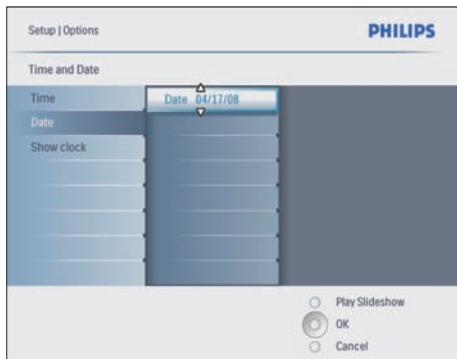 Setup | Options
PHILIPS
Time and Date
Time
Date 04/17/08
Date
Show clock
Play Slideshow
OK
Cancel